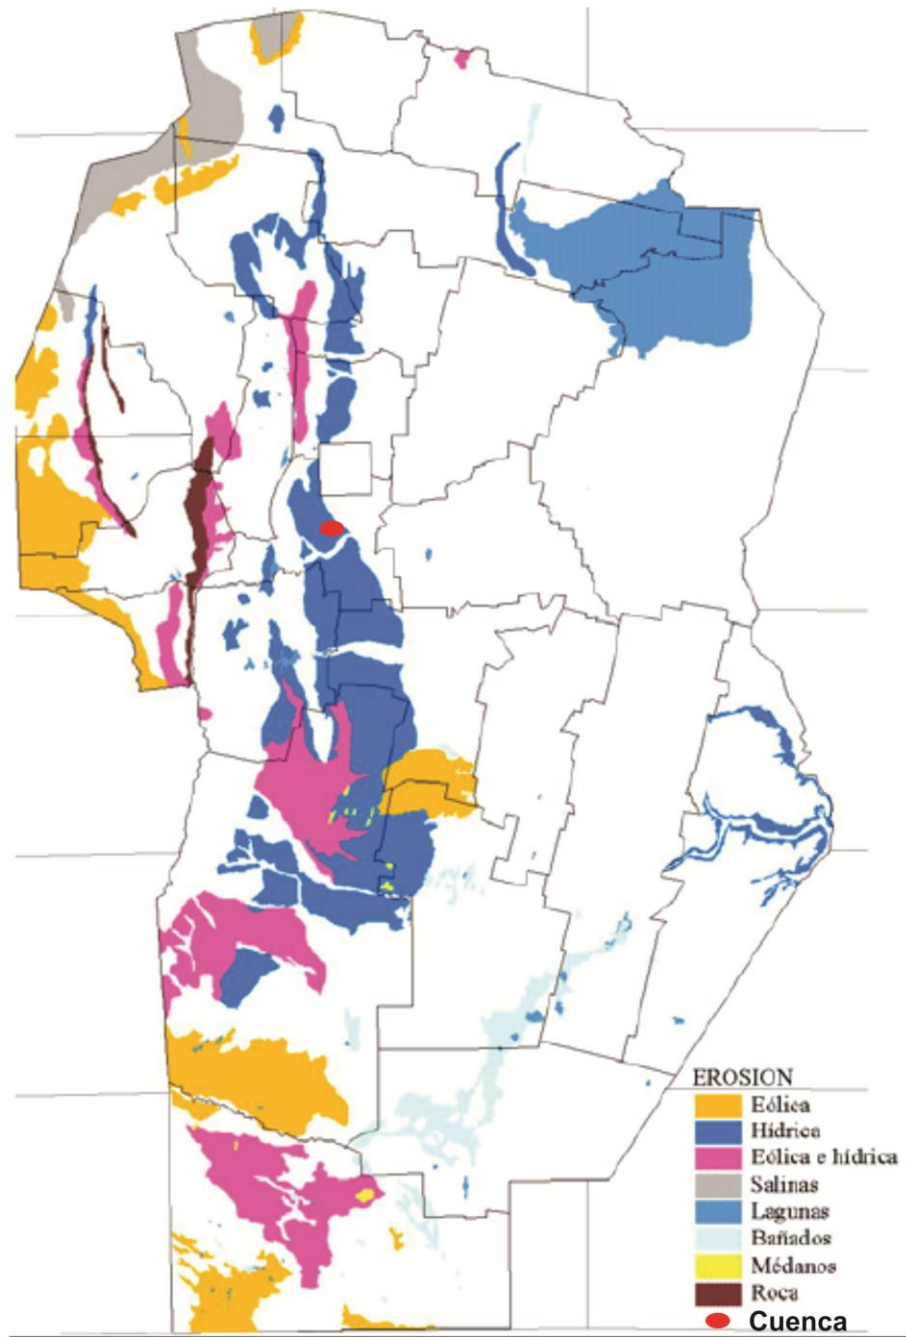 EROSION
Eólica
Hídrica
Eólica e hídrica
Salinas
Lagunas
Bañados
Médanos
Roca
Cuenca